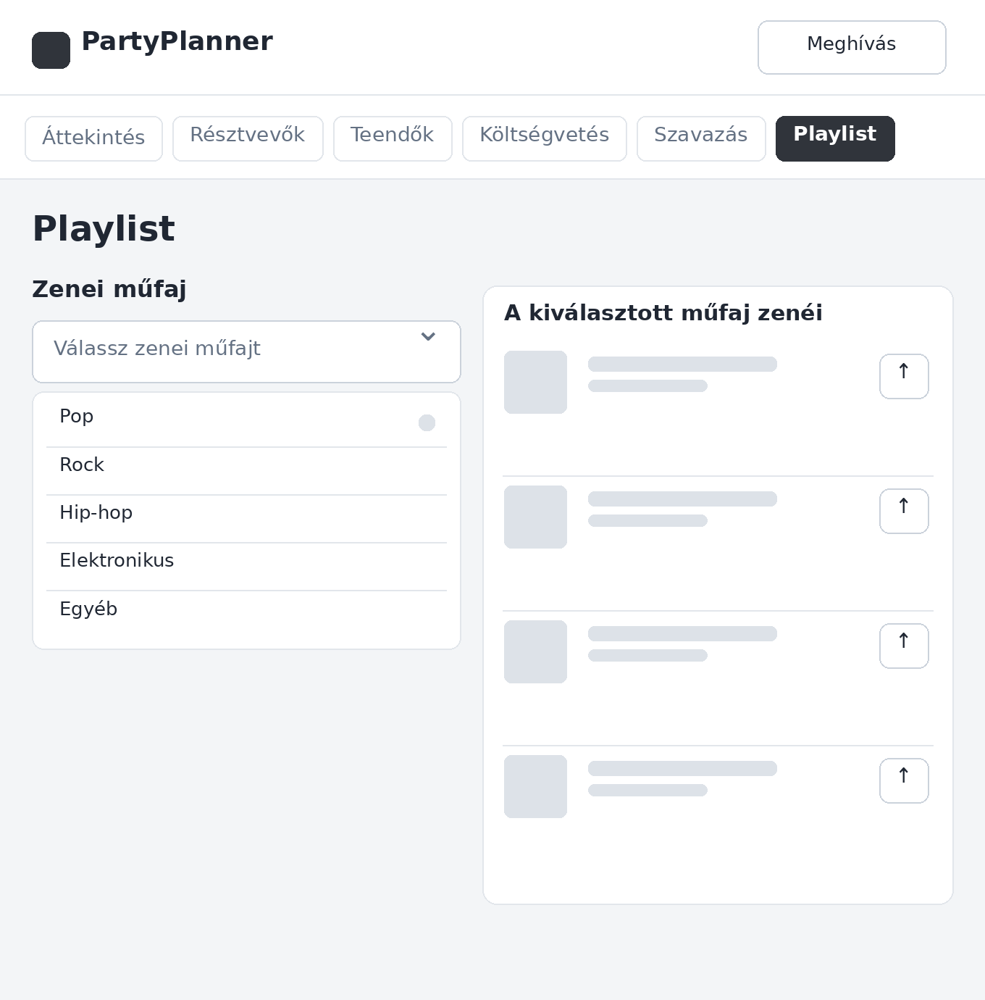 PartyPlanner
Meghívás
Áttekintés
Résztvevők
Teendők
Költségvetés
Szavazás
Playlist
Playlist
Zenei műfaj
Válassz zenei műfajt
Pop
Rock
Hip-hop
Elektronikus
Egyéb
A kiválasztott műfaj zenéi
↑
↑
↑
↑